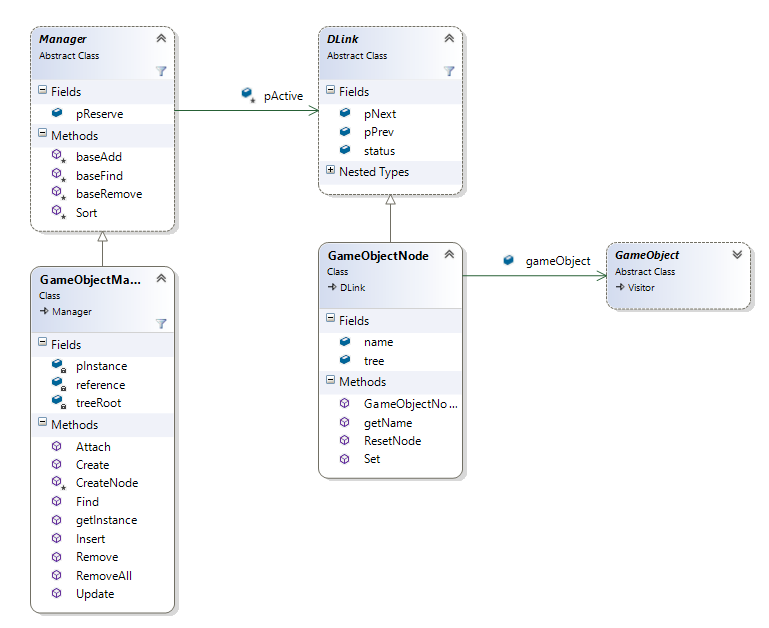 Manager
Abstract Class
Fields
pReserve
Methods
baseAdd
baseFind
baseRemove
Sort
pActive
DLink
Abstract Class
Fields
pNext
pPrev
status
Nested Types
GameObjectMa...
Class
Manager
Fields
pInstance
reference
treeRoot
Methods
Attach
Create
CreateNode
Find
getInstance
Insert
Remove
RemoveAll
Update
GameObjectNode
Class
DLink
Fields
name
tree
Methods
GameObjectNo...
getName
ResetNode
Set
gameObject
GameObject
Abstract Class
Visitor